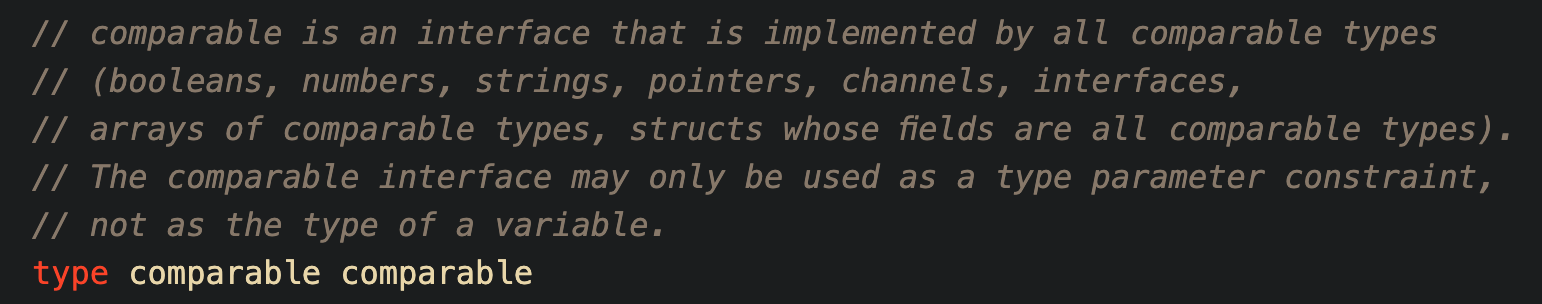 // comparable is an interface that is implemented by all comparable types
// (booleans, numbers, strings, pointers, channels, interfaces,
// arrays of comparable types, structs whose fields are all comparable types).
// The comparable interface may only be used as a type parameter constraint,
// not as the type of a variable.
type comparable comparable